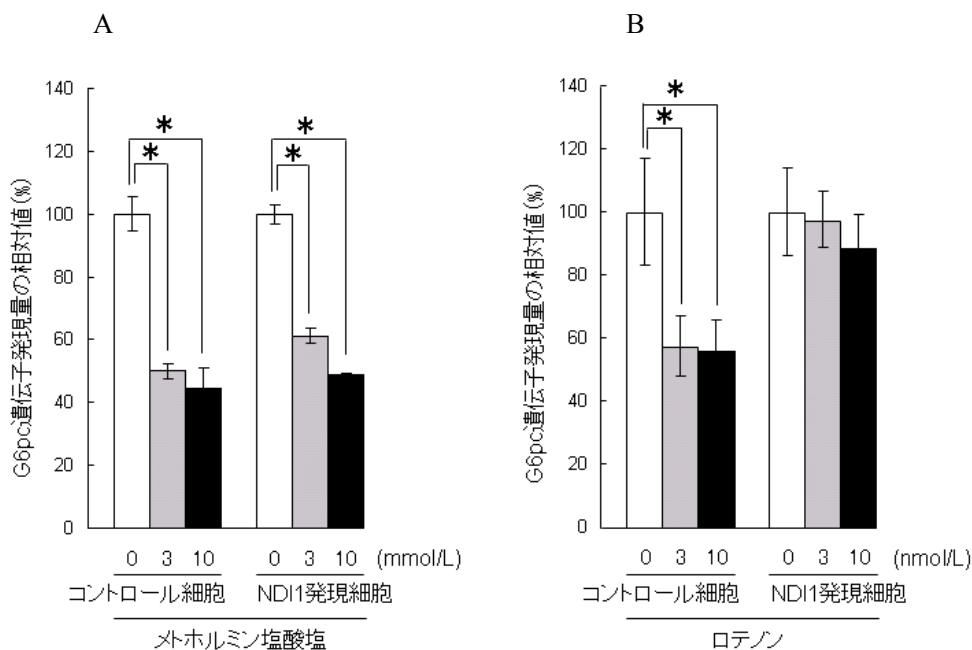 A
G6pc遺伝子発現量の相対値(%)
140
120
100
80
60
40
20
0
*
*
*
*
0 3 10 0 3 10 (mmol/L)
コントロール細胞 NDI1発現細胞
メトホルミン塩酸塩
B
G6pc遺伝子発現量の相対値(%)
140
120
100
80
60
40
20
0
*
*
0 3 10 0 3 10 (nmol/L)
コントロール細胞 NDI1発現細胞
ロテノン